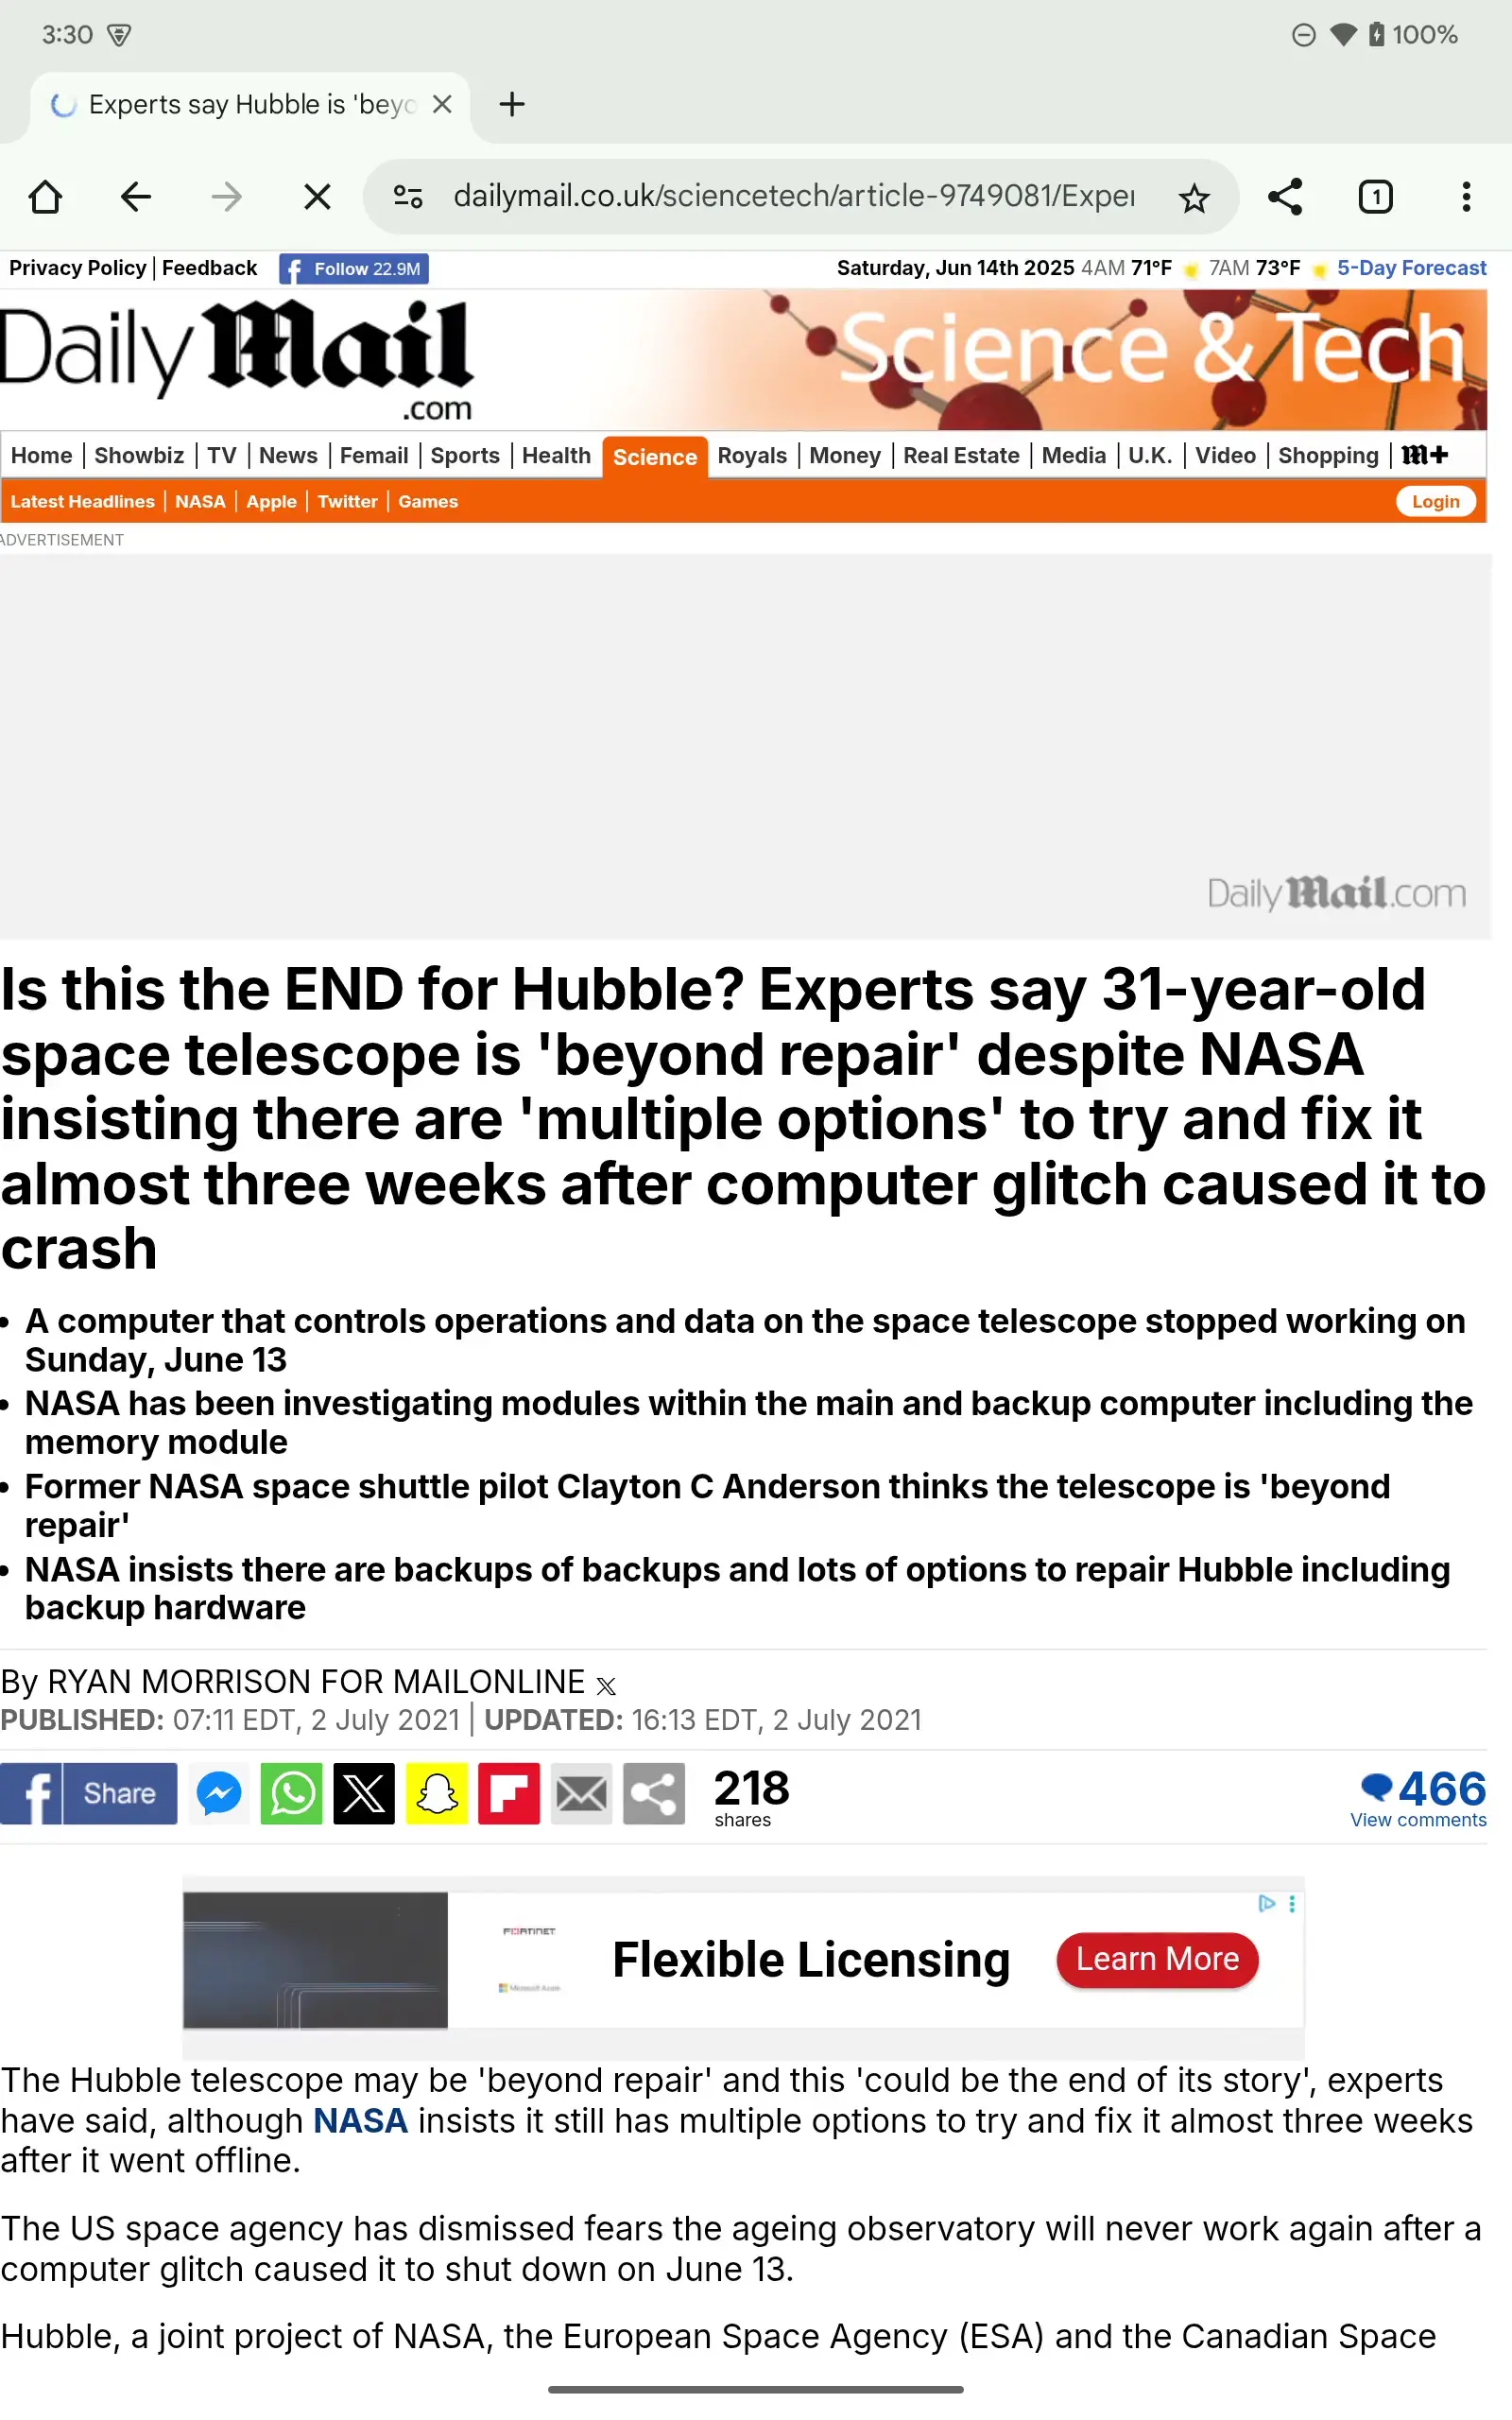 3:30
100%
Experts say Hubble is 'beyo
dailymail.co.uk/sciencetech/article-9749081/Exper
1
Privacy Policy | Feedback
Follow 22.9M
Saturday, Jun 14th 2025 4AM 71°F 7AM 73°F 5-Day Forecast
Daily Mail
.com
Science & Tech
Home | Showbiz | TV | News | Femail | Sports | Health Science Royals | Money | Real Estate | Media | U.K. | Video | Shopping | m+
Latest Headlines | NASA | Apple | Twitter | Games
Login
ADVERTISEMENT
Daily Mail.com
Is this the END for Hubble? Experts say 31-year-old
space telescope is 'beyond repair' despite NASA
insisting there are 'multiple options' to try and fix it
almost three weeks after computer glitch caused it to
crash
• A computer that controls operations and data on the space telescope stopped working on
Sunday, June 13
• NASA has been investigating modules within the main and backup computer including the
memory module
• Former NASA space shuttle pilot Clayton C Anderson thinks the telescope is 'beyond
repair'
• NASA insists there are backups of backups and lots of options to repair Hubble including
backup hardware
By RYAN MORRISON FOR MAILONLINE
PUBLISHED: 07:11 EDT, 2 July 2021 | UPDATED: 16:13 EDT, 2 July 2021
Share
218
shares
466
View comments
FORTINET
Microsoft Azure
Flexible Licensing
Learn More
The Hubble telescope may be 'beyond repair' and this 'could be the end of its story', experts
have said, although NASA insists it still has multiple options to try and fix it almost three weeks
after it went offline.
The US space agency has dismissed fears the ageing observatory will never work again after a
computer glitch caused it to shut down on June 13.
Hubble, a joint project of NASA, the European Space Agency (ESA) and the Canadian Space